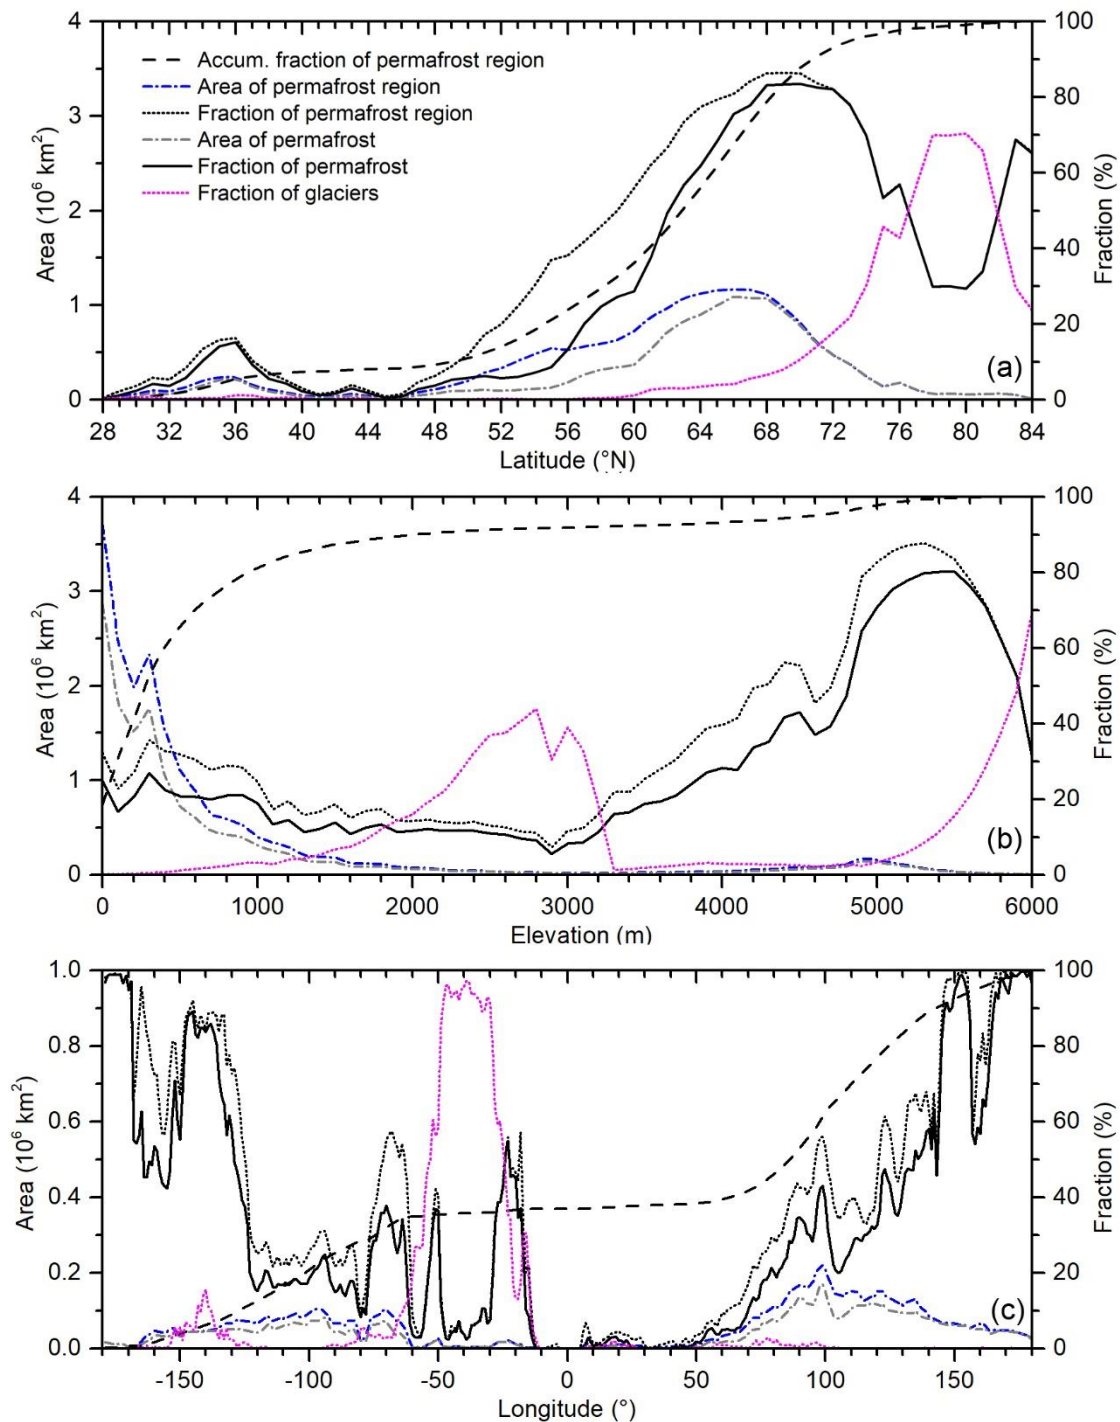 4
100
Accum. fraction of permafrost region
Area of permafrost region
Fraction of permafrost region
Area of permafrost
Fraction of permafrost
Fraction of glaciers
3
80
60
2
40
1
20
0
0
Area (10⁶ km²)
Fraction (%)
(a)
28 32 36 40 44 48 52 56 60 64 68 72 76 80 84
Latitude (°N)
4
100
3
80
60
2
40
1
20
0
0
Area (10⁶ km²)
Fraction (%)
(b)
0 1000 2000 3000 4000 5000 6000
Elevation (m)
1.0
100
0.8
80
0.6
60
0.4
40
0.2
20
0.0
0
Area (10⁶ km²)
Fraction (%)
(c)
-150 -100 -50 0 50 100 150
Longitude (°)